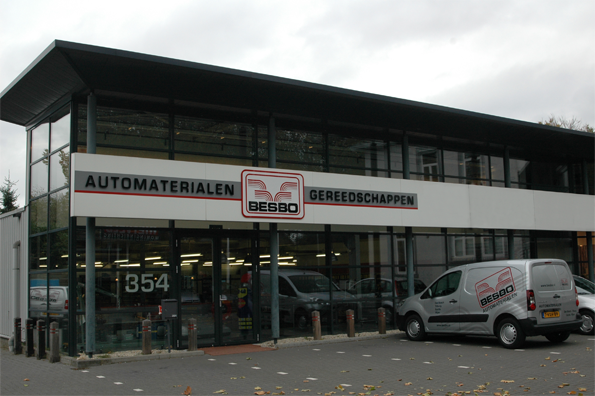 AUTOMATERIALEN BESBO GEREEDSCHAPPEN
354
BESBO